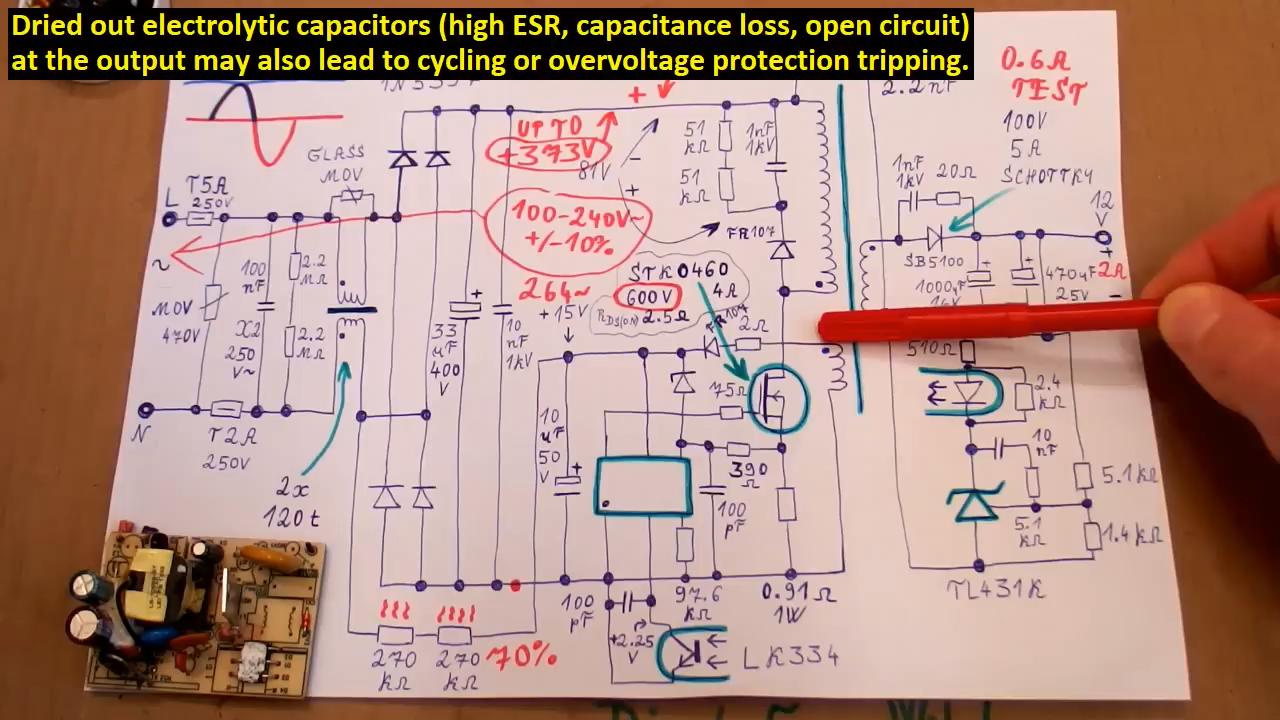 Dried out electrolytic capacitors (high ESR, capacitance loss, open circuit)
at the output may also lead to cycling or overvoltage protection tripping.
0.6A
TEST
100V
5A
SCHOTTKY
2.2nF
+
UP TO
+373V
81V
-
+
51
kΩ
51
kΩ
1nF
1kV
1nF
1kV
20Ω
GLASS
MOV
L
T5A
250V
~
100-240V~
+/-10%
264~
FR107
STK0460
600V
4A
RDS(ON) 2.5Ω
SB5100
12
V
+
2A
-
1000µF
470µF
25V
100
nF
X2
250
V~
2.2
MΩ
2.2
MΩ
MOV
470V
33
µF
400
V
+
10
nF
1kV
+15V
2Ω
75Ω
510Ω
2.4
kΩ
10
nF
N
T2A
250V
2x
120t
10
µF
50
V
+
390
Ω
100
pF
5.1
kΩ
5.1kΩ
1.4kΩ
TL431K
100
pF
97.6
kΩ
0.91Ω
1W
+2.25
V
LK334
270
kΩ
270
kΩ
70%